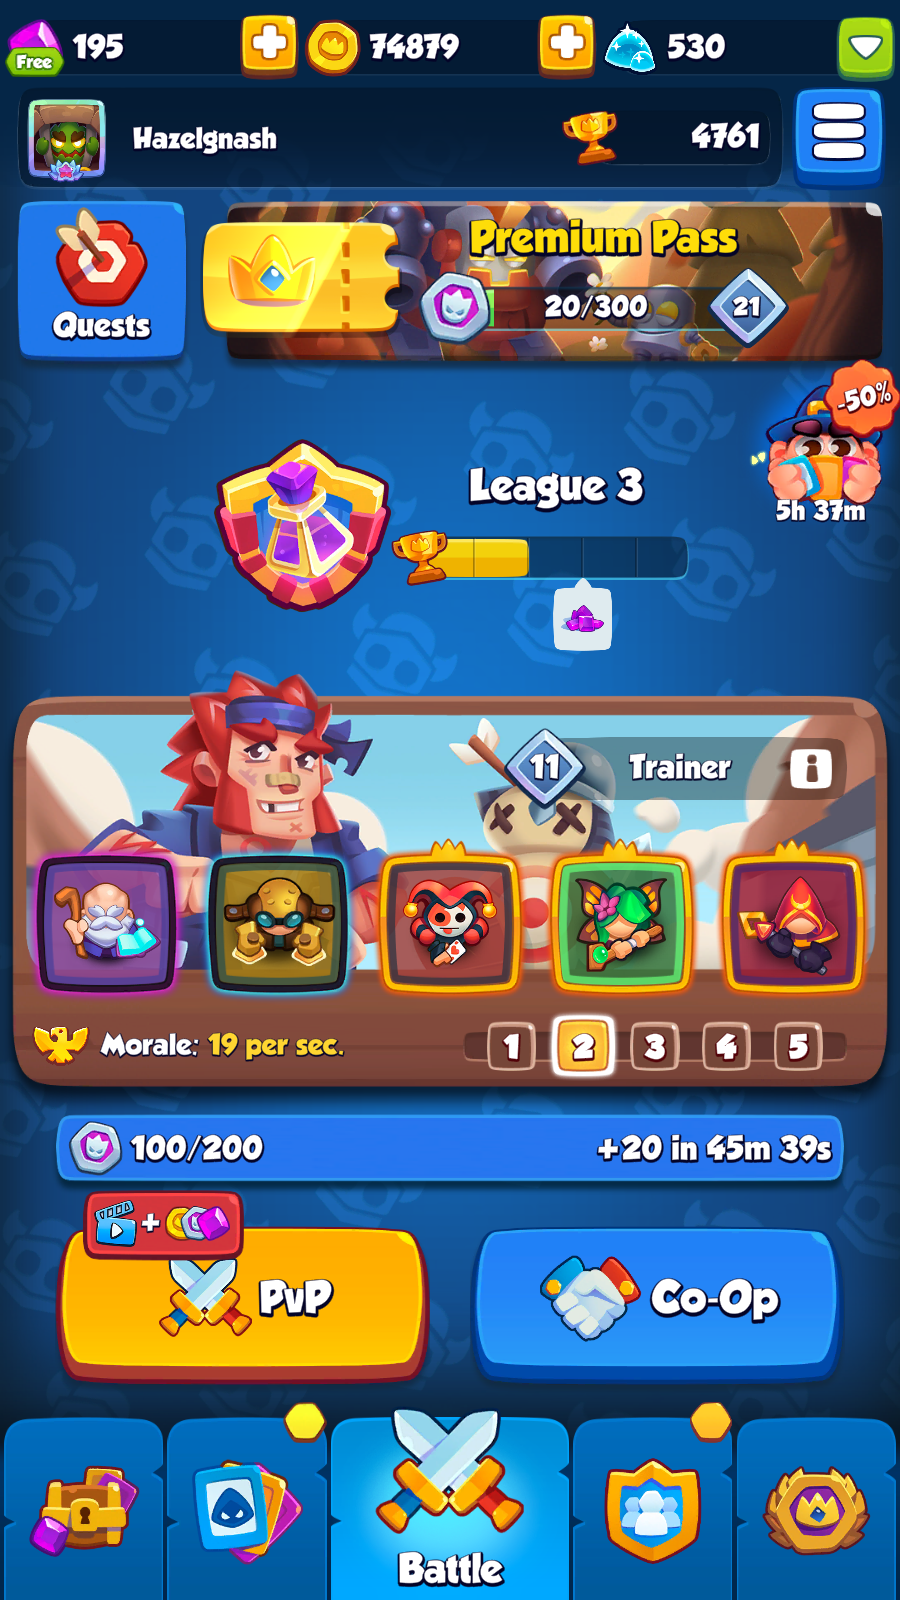 Free 195 74879 530
Hazelgnash 4761
Quests
Premium Pass
20/300 21
-50%
5h 37m
League 3
11 Trainer i
Morale: 19 per sec.
1 2 3 4 5
100/200 +20 in 45m 39s
+
PvP Co-Op
Battle